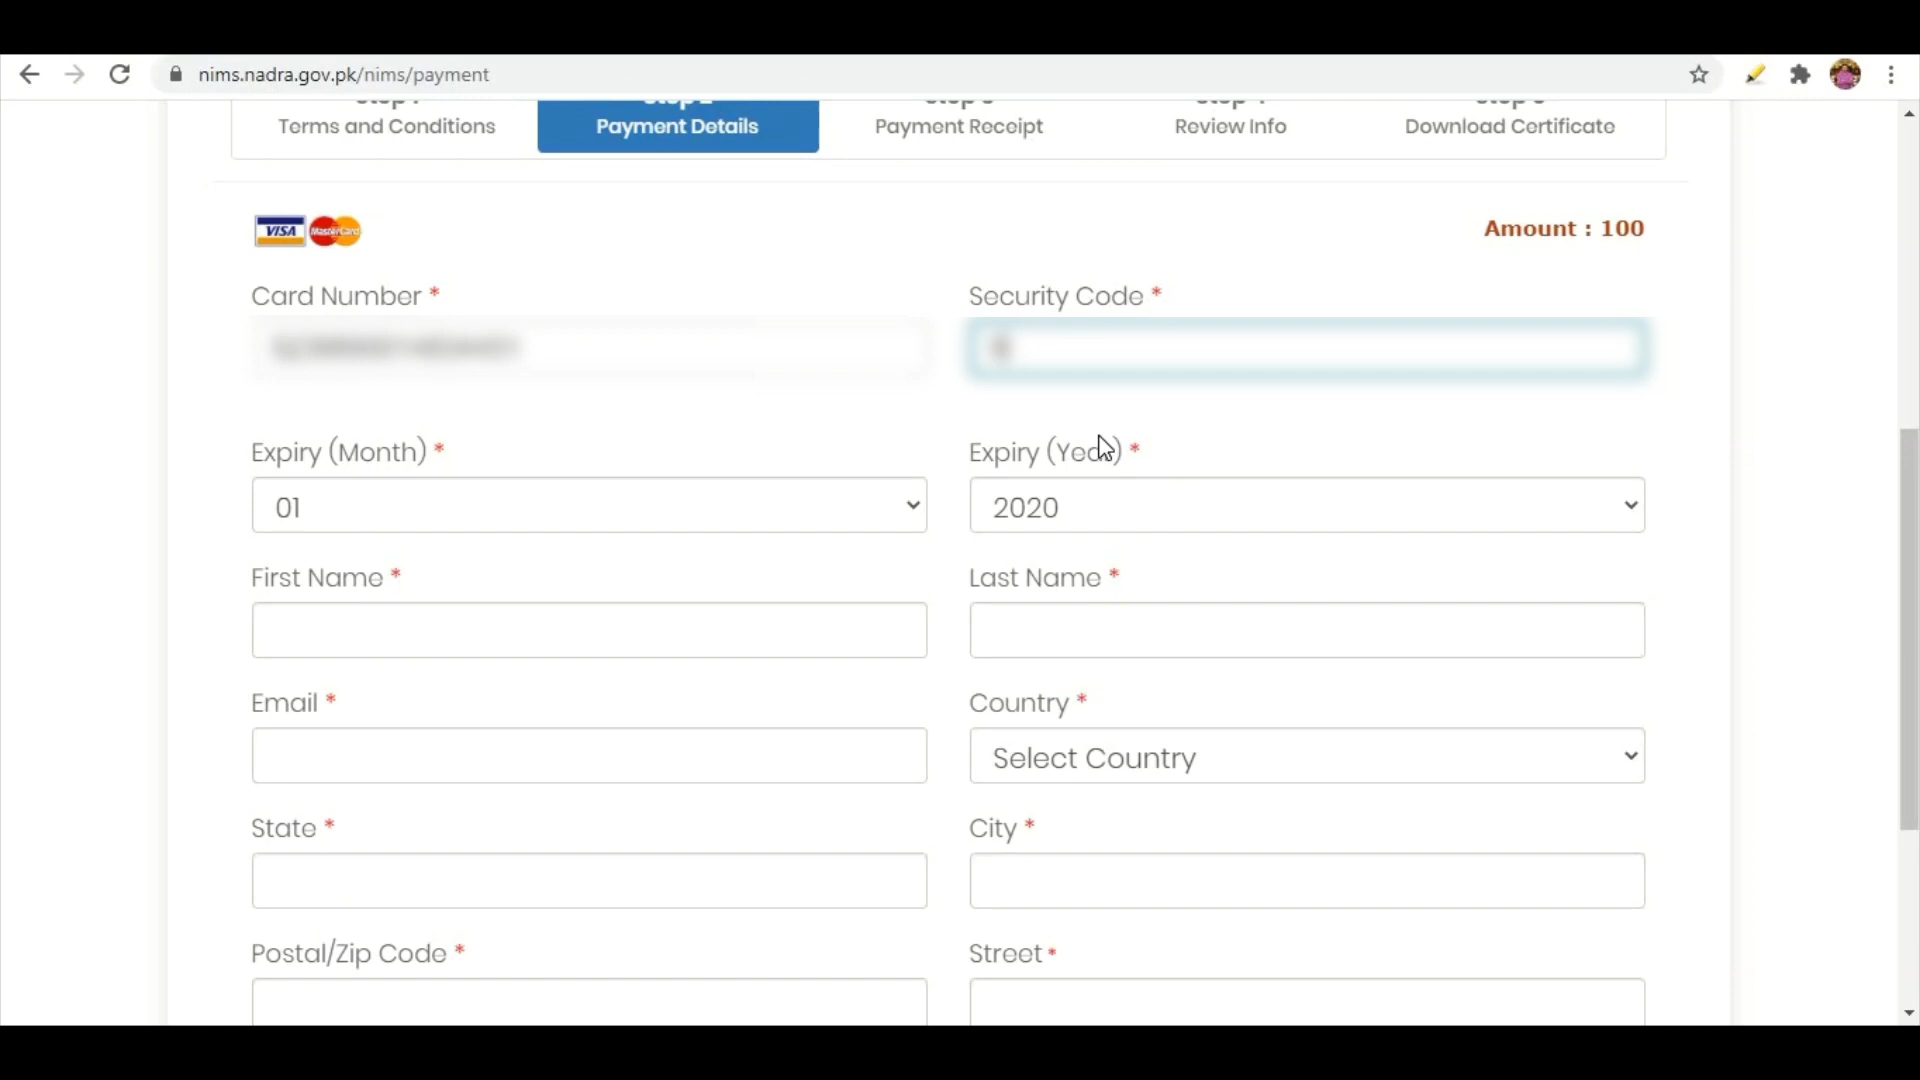 nims.nadra.gov.pk/nims/payment
Terms and Conditions
Payment Details
Payment Receipt
Review Info
Download Certificate
VISA MasterCard
Amount : 100
Card Number *
Security Code *
Expiry (Month) *
Expiry (Year) *
01
2020
First Name *
Last Name *
Email *
Country *
Select Country
State *
City *
Postal/Zip Code *
Street *